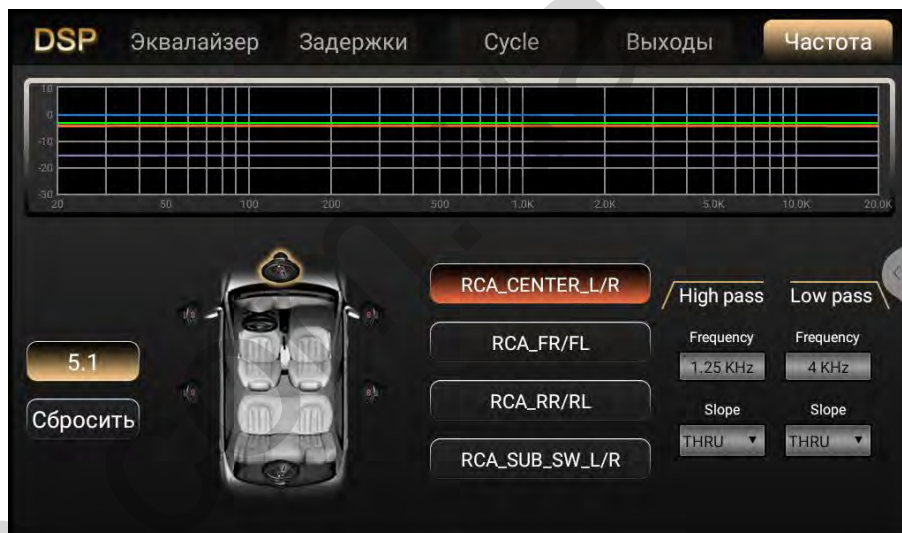 DSP Эквалайзер Задержки Cycle Выходы Частота
10
0
-10
-20
-30
20 50 100 200 500 1.0K 2.0K 5.0K 10.0K 20.0K
RCA_CENTER_L/R
High pass Low pass
RCA_FR/FL
Frequency Frequency
5.1
1.25 KHz 4 KHz
RCA_RR/RL
Сбросить
Slope Slope
THRU THRU
RCA_SUB_SW_L/R